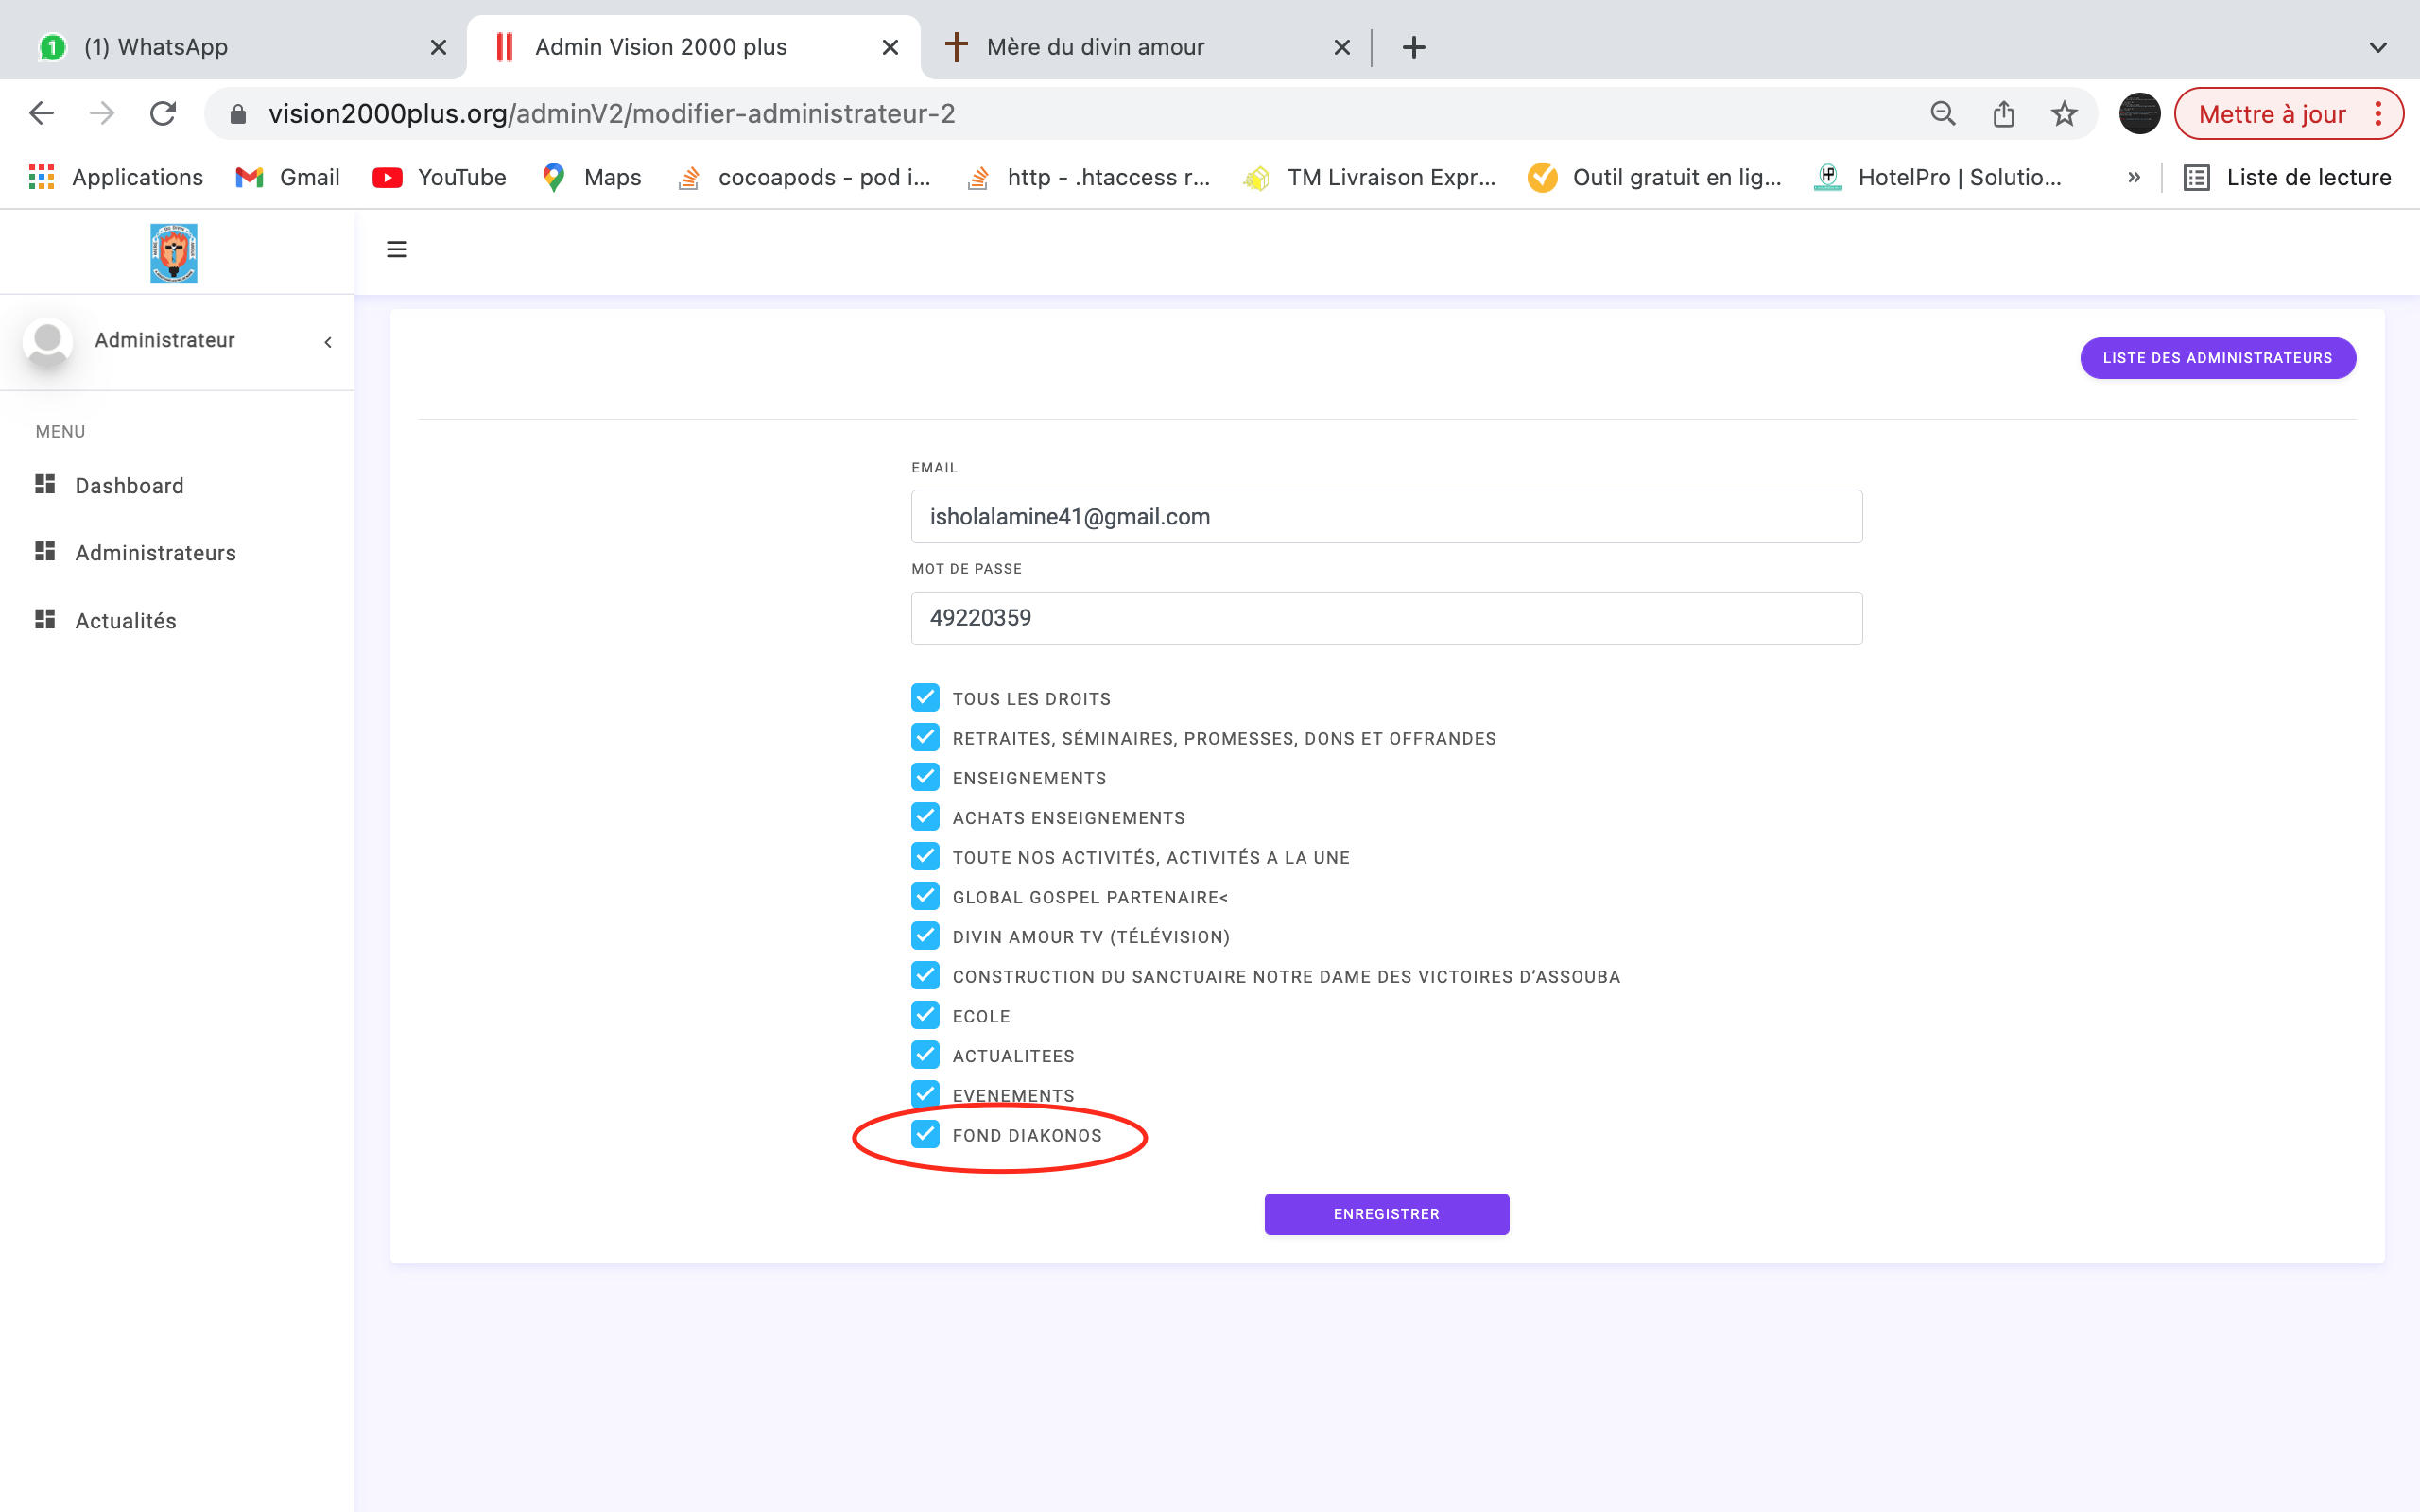 (1) WhatsApp
Admin Vision 2000 plus
Mère du divin amour
vision2000plus.org/adminV2/modifier-administrateur-2
Mettre à jour
Applications
Gmail
YouTube
Maps
cocoapods - pod i...
http - .htaccess r...
TM Livraison Expr...
Outil gratuit en lig...
HotelPro | Solutio...
»
Liste de lecture
Administrateur
LISTE DES ADMINISTRATEURS
MENU
Dashboard
Administrateurs
Actualités
EMAIL
isholalamine41@gmail.com
MOT DE PASSE
49220359
TOUS LES DROITS
RETRAITES, SÉMINAIRES, PROMESSES, DONS ET OFFRANDES
ENSEIGNEMENTS
ACHATS ENSEIGNEMENTS
TOUTE NOS ACTIVITÉS, ACTIVITÉS A LA UNE
GLOBAL GOSPEL PARTENAIRE<
DIVIN AMOUR TV (TÉLÉVISION)
CONSTRUCTION DU SANCTUAIRE NOTRE DAME DES VICTOIRES D’ASSOUBA
ECOLE
ACTUALITEES
EVENEMENTS
FOND DIAKONOS
ENREGISTRER